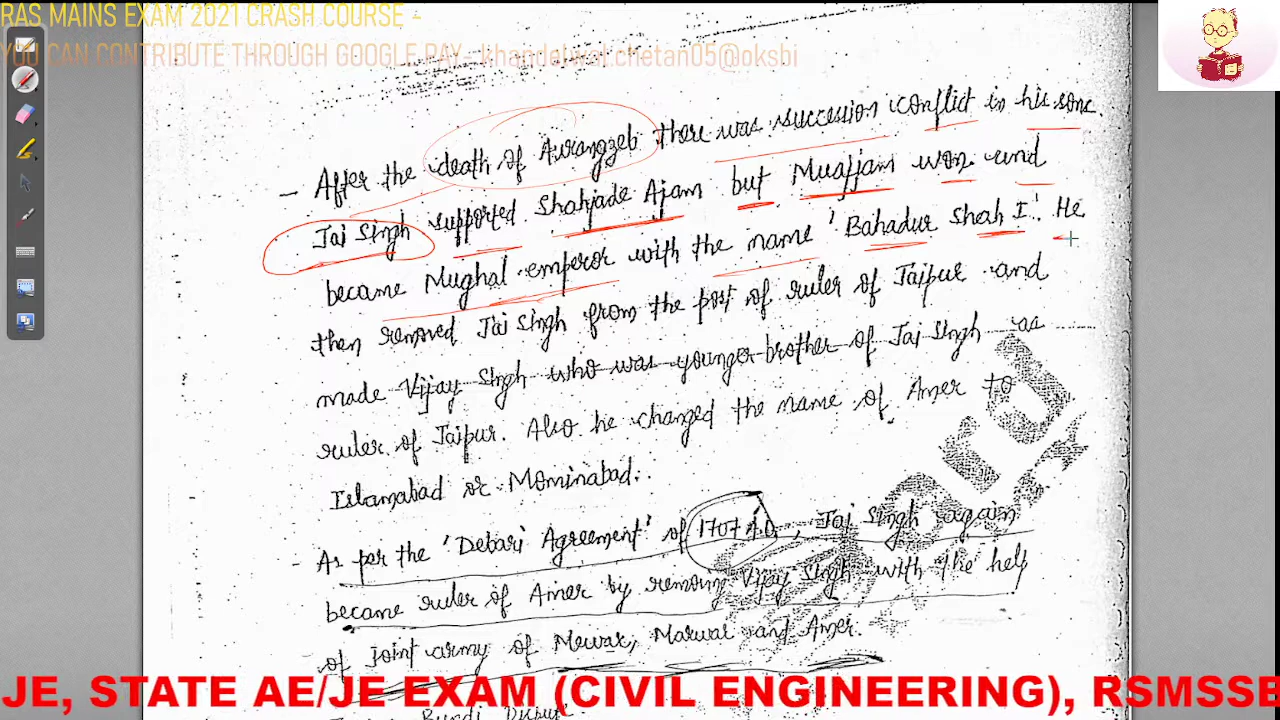 RAS MAINS EXAM 2021 CRASH COURSE -
YOU CAN CONTRIBUTE THROUGH GOOGLE PAY- khandelwal.chetan05@oksbi
- After the death of Aurangzeb there was succession conflict in his sons.
Jai Singh supported Shahjade Ajam but Muajjam won and
became Mughal emperor with the name 'Bahadur Shah I'. He
then removed Jai Singh from the post of ruler of Jaipur and
made Vijay Singh who was younger brother of Jai Singh as
ruler of Jaipur. Also he changed the name of Amer to
Islamabad or Mominabad.
- As per the 'Debari Agreement' of 1707 A.D., Jai Singh again
became ruler of Amer by removing Vijay Singh with the help
of joint army of Mewar, Marwar and Amer.
Bundi Dispute
JE, STATE AE/JE EXAM (CIVIL ENGINEERING), RSMSSB